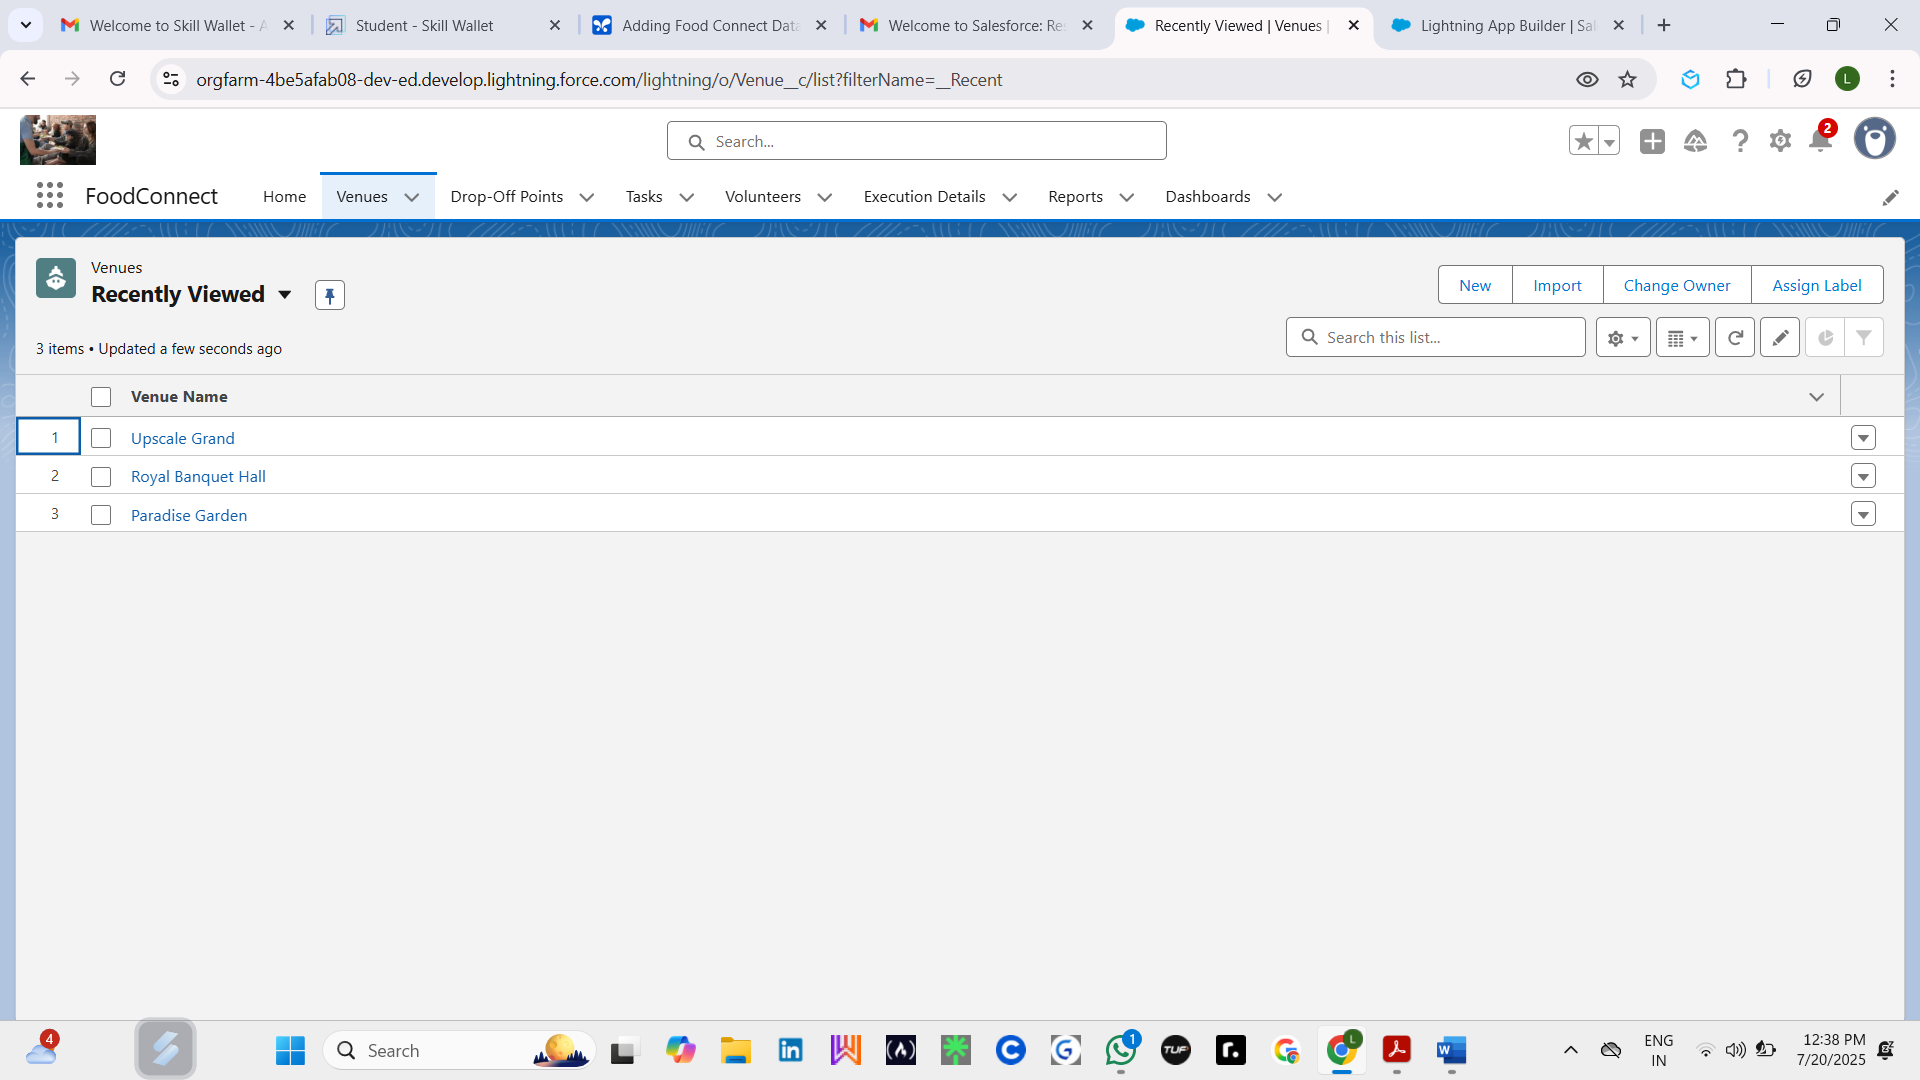 Welcome to Skill Wallet - A
Student - Skill Wallet
Adding Food Connect Data
Welcome to Salesforce: Res
Recently Viewed | Venues |
Lightning App Builder | Sal
orgfarm-4be5afab08-dev-ed.develop.lightning.force.com/lightning/o/Venue__c/list?filterName=__Recent
L
Search...
2
FoodConnect
Home
Venues
Drop-Off Points
Tasks
Volunteers
Execution Details
Reports
Dashboards
Venues
Recently Viewed
New
Import
Change Owner
Assign Label
3 items • Updated a few seconds ago
Search this list...
Venue Name
1 Upscale Grand
2 Royal Banquet Hall
3 Paradise Garden
4
Search
in
C
G
1
TUF
r.
L
W
ENG
IN
12:38 PM
7/20/2025